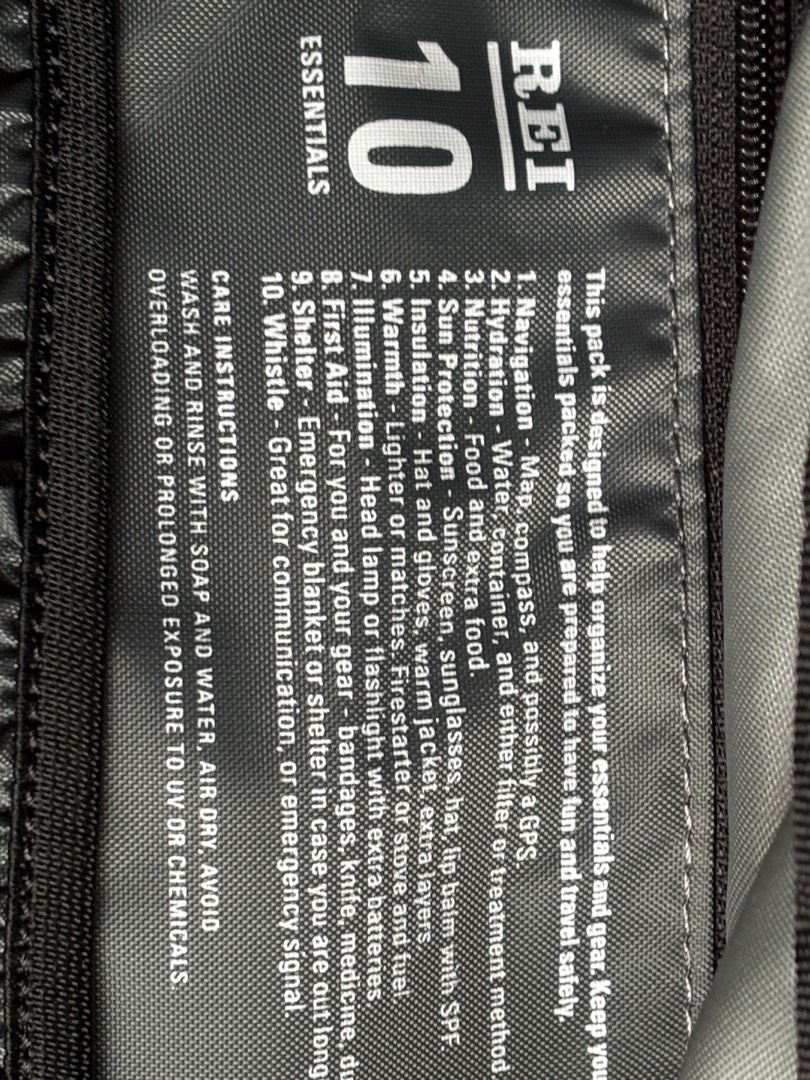 REI
10
ESSENTIALS
This pack is designed to help organize your essentials and gear. Keep
essentials packed so you are prepared to have fun and travel safely.
1. Navigation - Map, compass, and possibly a GPS
2. Hydration - Water, container, and either filter or treatment method.
3. Nutrition - Food and extra food.
4. Sun Protection - Sunscreen, sunglasses, hat, lip balm with SPF
5. Insulation - Hat and gloves, warm jacket, extra layers
6. Warmth - Lighter or matches, Firestarter or stove and fuel
7. Illumination - Head lamp or flashlight with extra batteries
8. First Aid - For you and your gear - bandages, knife, medicine,
9. Shelter - Emergency blanket or shelter in case you are out long
10. Whistle - Great for communication, or emergency signal
CARE INSTRUCTIONS
WASH AND RINSE WITH SOAP AND WATER, AIR DRY. AVOID
OVERLOADING OR PROLONGED EXPOSURE TO UV OR CHEMICALS